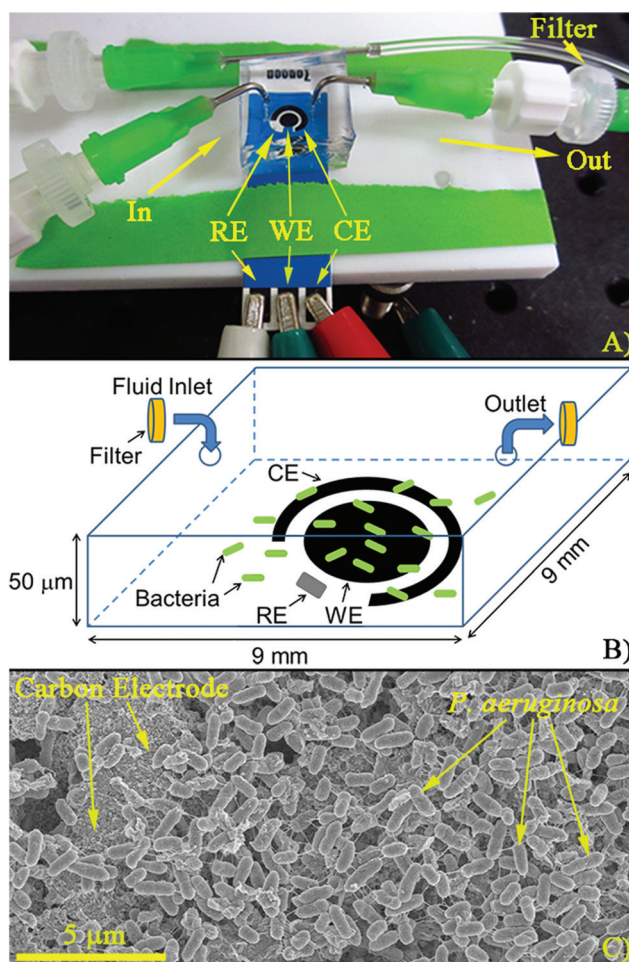 Filter
In
Out
RE WE CE
A)
Fluid Inlet
Outlet
Filter
CE
50 μm
Bacteria
RE
WE
9 mm
9 mm
B)
Carbon Electrode
P. aeruginosa
5 μm
C)